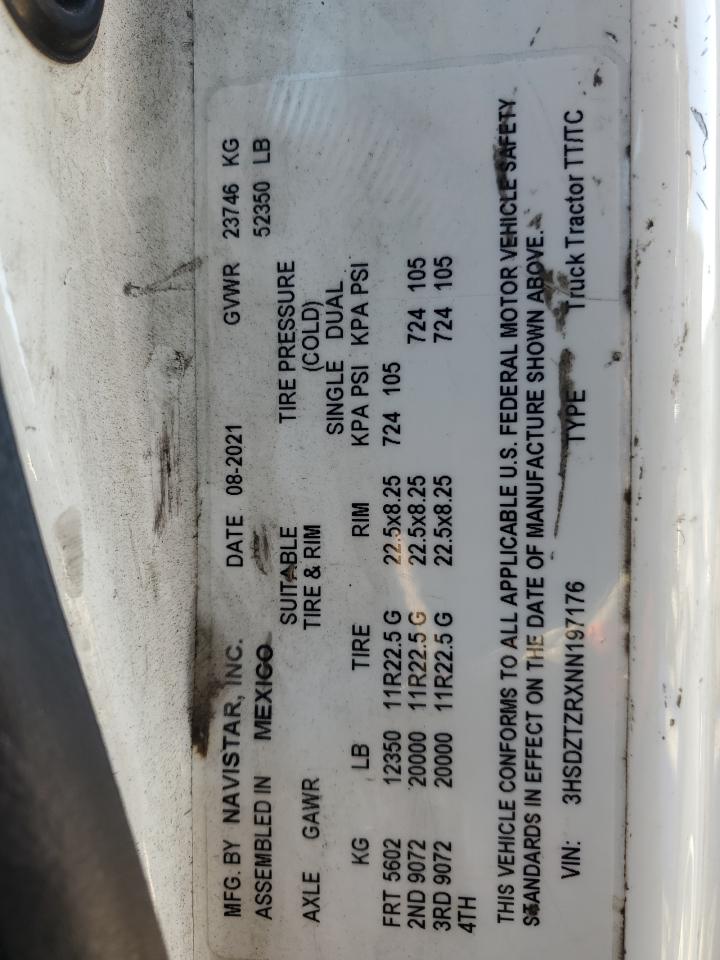 MFG. BY NAVISTAR, INC. DATE 08-2021 GVWR 23746 KG
ASSEMBLED IN MEXICO 52350 LB
SUITABLE TIRE PRESSURE
AXLE GAWR TIRE & RIM (COLD)
SINGLE DUAL
KG LB TIRE RIM KPA PSI KPA PSI
FRT 5602 12350 11R22.5 G 22.5x8.25 724 105
2ND 9072 20000 11R22.5 G 22.5x8.25 724 105
3RD 9072 20000 11R22.5 G 22.5x8.25 724 105
4TH
THIS VEHICLE CONFORMS TO ALL APPLICABLE U.S. FEDERAL MOTOR VEHICLE SAFETY
STANDARDS IN EFFECT ON THE DATE OF MANUFACTURE SHOWN ABOVE.
VIN: 3HSDZTZRXNN197176 TYPE Truck Tractor TT/TC